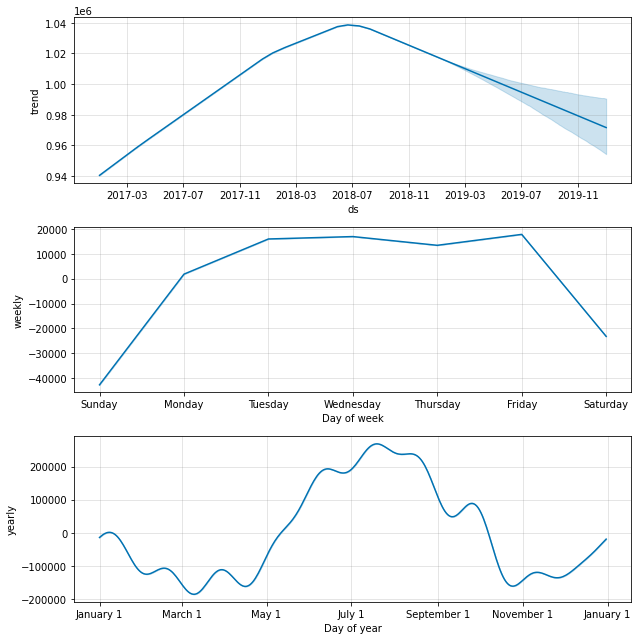 1e6
1.04
1.02
1.00
0.98
0.96
0.94
trend
2017-03 2017-07 2017-11 2018-03 2018-07 2018-11 2019-03 2019-07 2019-11
ds
20000
10000
0
−10000
−20000
−30000
−40000
weekly
Sunday Monday Tuesday Wednesday Thursday Friday Saturday
Day of week
200000
100000
0
−100000
−200000
yearly
January 1 March 1 May 1 July 1 September 1 November 1 January 1
Day of year